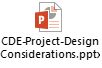 P
CDE-Project-Design
Considerations.pptx